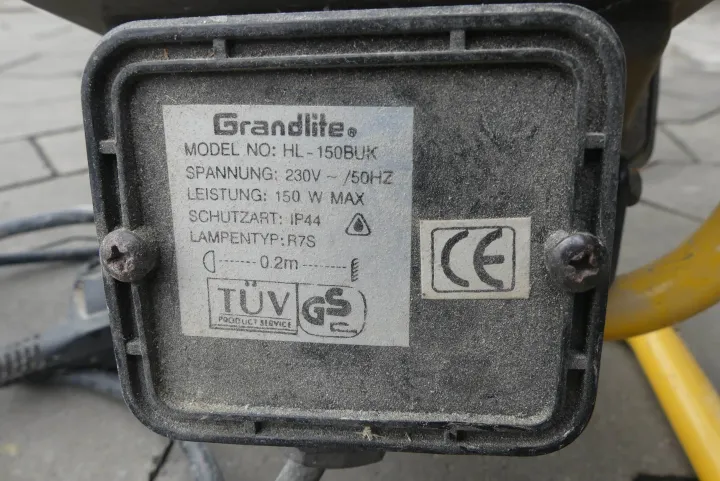 Grandlite®
MODEL NO: HL-150BUK
SPANNUNG: 230V ~ /50HZ
LEISTUNG: 150 W MAX
SCHUTZART: IP44
LAMPENTYP: R7S
0.2m
TÜV
PRODUCT SERVICE
GS
CE